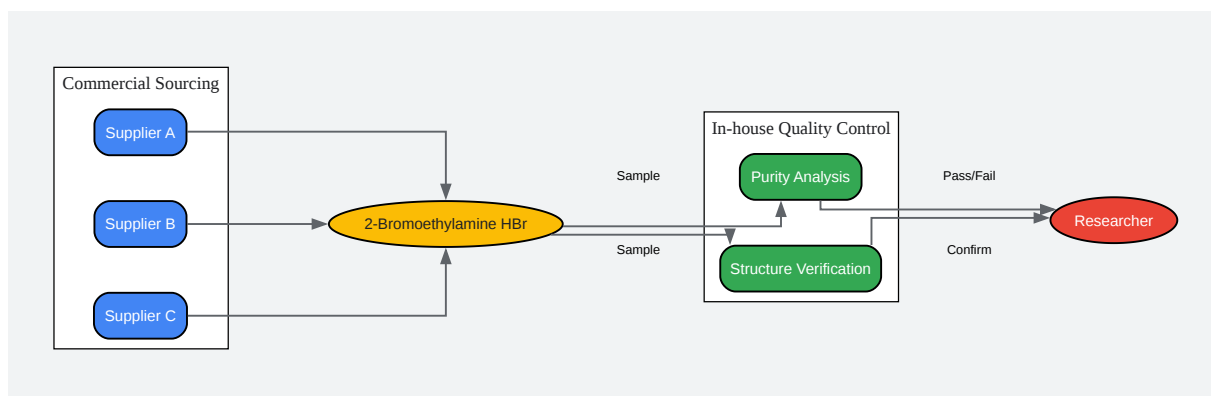 Commercial Sourcing
Supplier A
Supplier B
Supplier C
2-Bromoethylamine HBr
Sample
Sample
In-house Quality Control
Purity Analysis
Structure Verification
Pass/Fail
Confirm
Researcher